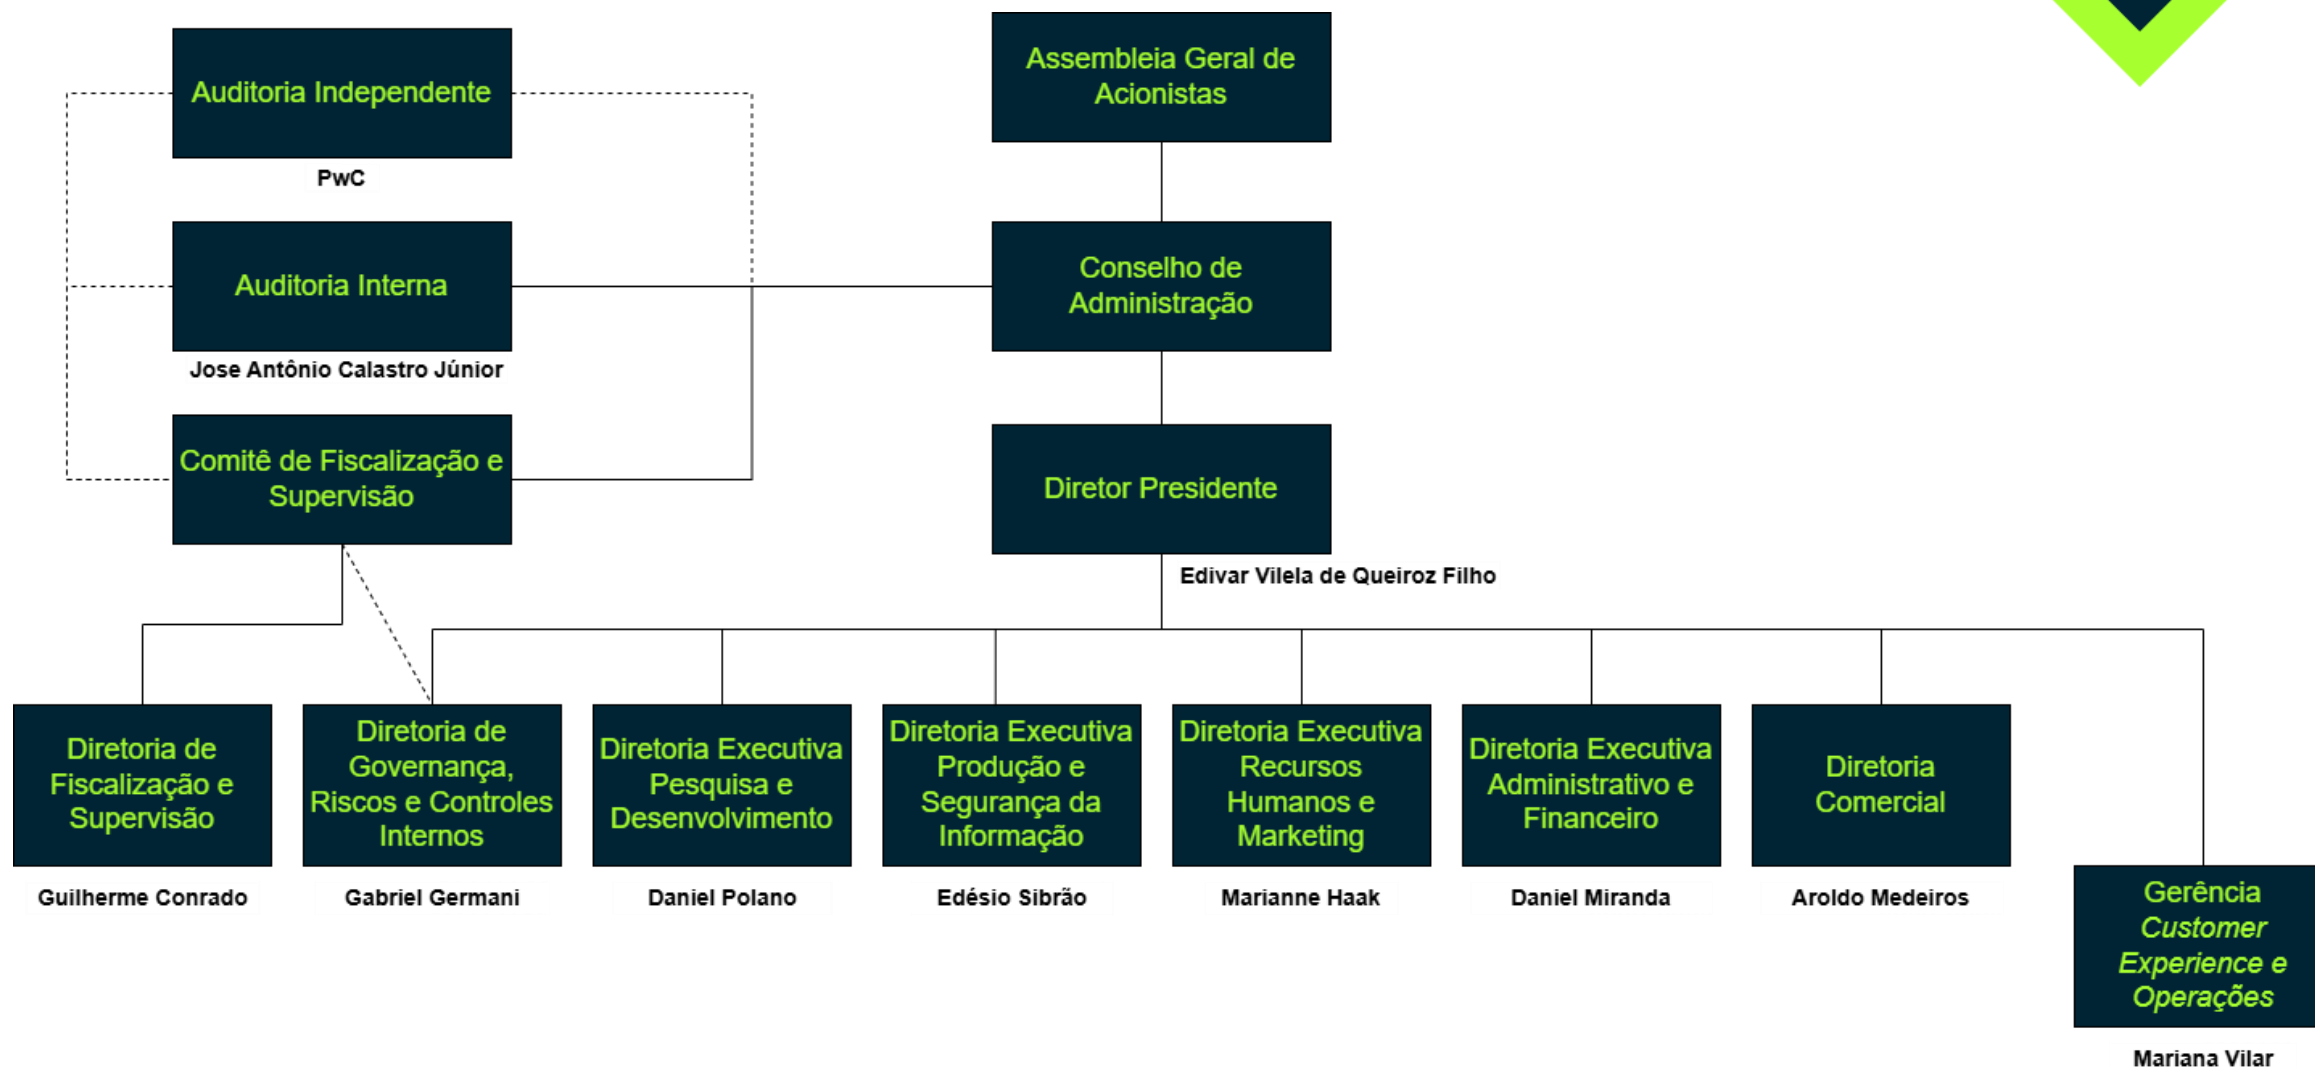 Auditoria Independente
PwC
Assembleia Geral de
Acionistas
Auditoria Interna
Jose Antônio Calastro Júnior
Conselho de
Administração
Comitê de Fiscalização e
Supervisão
Diretor Presidente
Edivar Vilela de Queiroz Filho
Diretoria de
Fiscalização e
Supervisão
Guilherme Conrado
Diretoria de
Governança,
Riscos e Controles
Internos
Gabriel Germani
Diretoria Executiva
Pesquisa e
Desenvolvimento
Daniel Polano
Diretoria Executiva
Produção e
Segurança da
Informação
Edésio Sibrão
Diretoria Executiva
Recursos
Humanos e
Marketing
Marianne Haak
Diretoria Executiva
Administrativo e
Financeiro
Daniel Miranda
Diretoria
Comercial
Aroldo Medeiros
Gerência
Customer
Experience e
Operações
Mariana Vilar